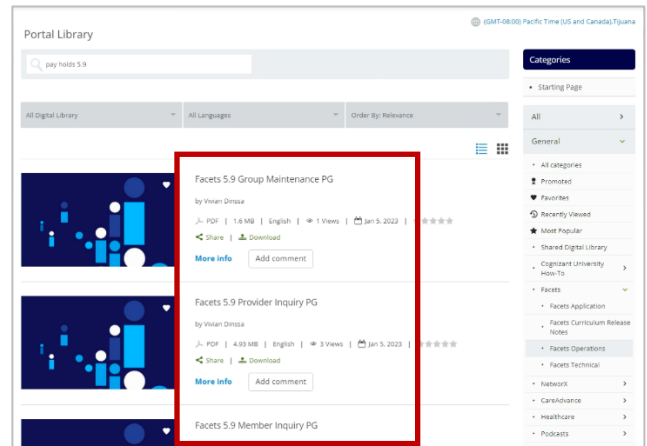 (GMT-08:00) Pacific Time (US and Canada),Tijuana
Portal Library
pay holds 5.9
All Digital Library
All Languages
Order By: Relevance
Facets 5.9 Group Maintenance PG
by Vivian Dinssa
PDF | 1.6 MB | English | 1 Views | Jan 5, 2023 |
Share | Download
More info
Add comment
Facets 5.9 Provider Inquiry PG
by Vivian Dinssa
PDF | 4.93 MB | English | 3 Views | Jan 5, 2023 |
Share | Download
More info
Add comment
Facets 5.9 Member Inquiry PG
Categories
Starting Page
All
General
All categories
Promoted
Favorites
Recently Viewed
Most Popular
Shared Digital Library
Cognizant University
How-To
Facets
Facets Application
Facets Curriculum Release
Notes
Facets Operations
Facets Technical
NetworX
CareAdvance
Healthcare
Podcasts